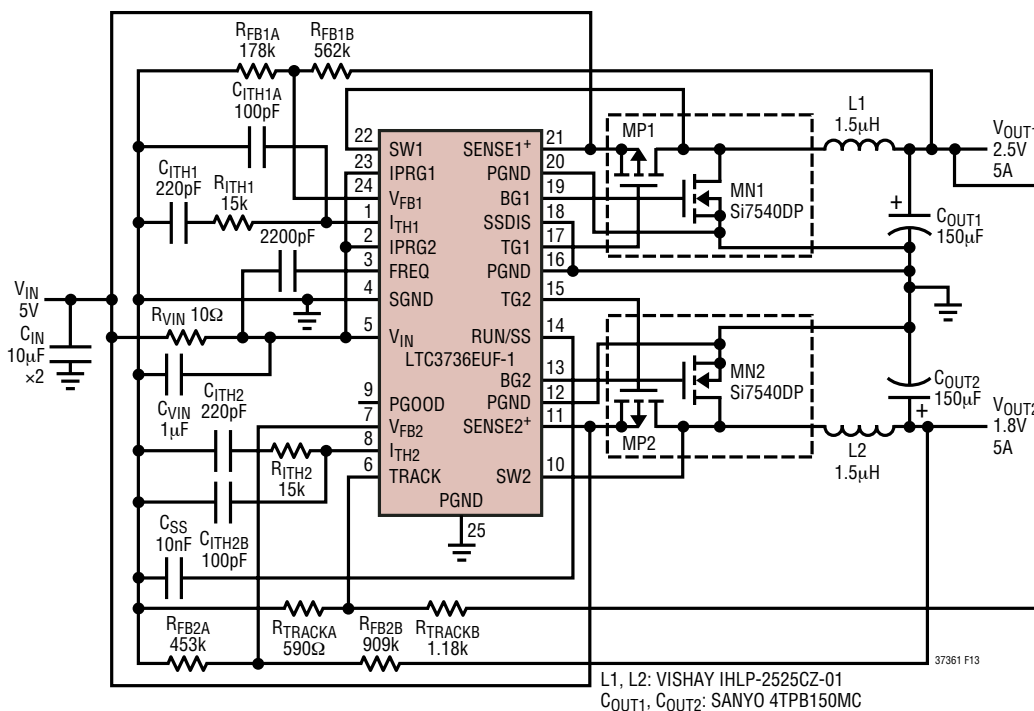 RFB1A
178k
RFB1B
562k
CITH1A
100pF
CITH1
220pF
RITH1
15k
2200pF
VIN
5V
CIN
10µF
×2
RVIN 10Ω
CVIN
1µF
CITH2
220pF
RITH2
15k
CITH2B
100pF
CSS
10nF
RTRACKA
590Ω
RTRACKB
1.18k
RFB2A
453k
RFB2B
909k
22 SW1
23 IPRG1
24 VFB1
1 ITH1
2 IPRG2
3 FREQ
4 SGND
5 VIN
LTC3736EUF-1
9 PGOOD
7 VFB2
8 ITH2
6 TRACK
SENSE1+ 21
PGND 20
BG1 19
SSDIS 18
TG1 17
PGND 16
TG2 15
RUN/SS 14
BG2 13
PGND 12
SENSE2+ 11
SW2 10
PGND
25
MP1
MN1
Si7540DP
L1
1.5µH
VOUT1
2.5V
5A
+
COUT1
150µF
MN2
Si7540DP
MP2
COUT2
150µF
+
L2
1.5µH
VOUT2
1.8V
5A
37361 F13
L1, L2: VISHAY IHLP-2525CZ-01
COUT1, COUT2: SANYO 4TPB150MC